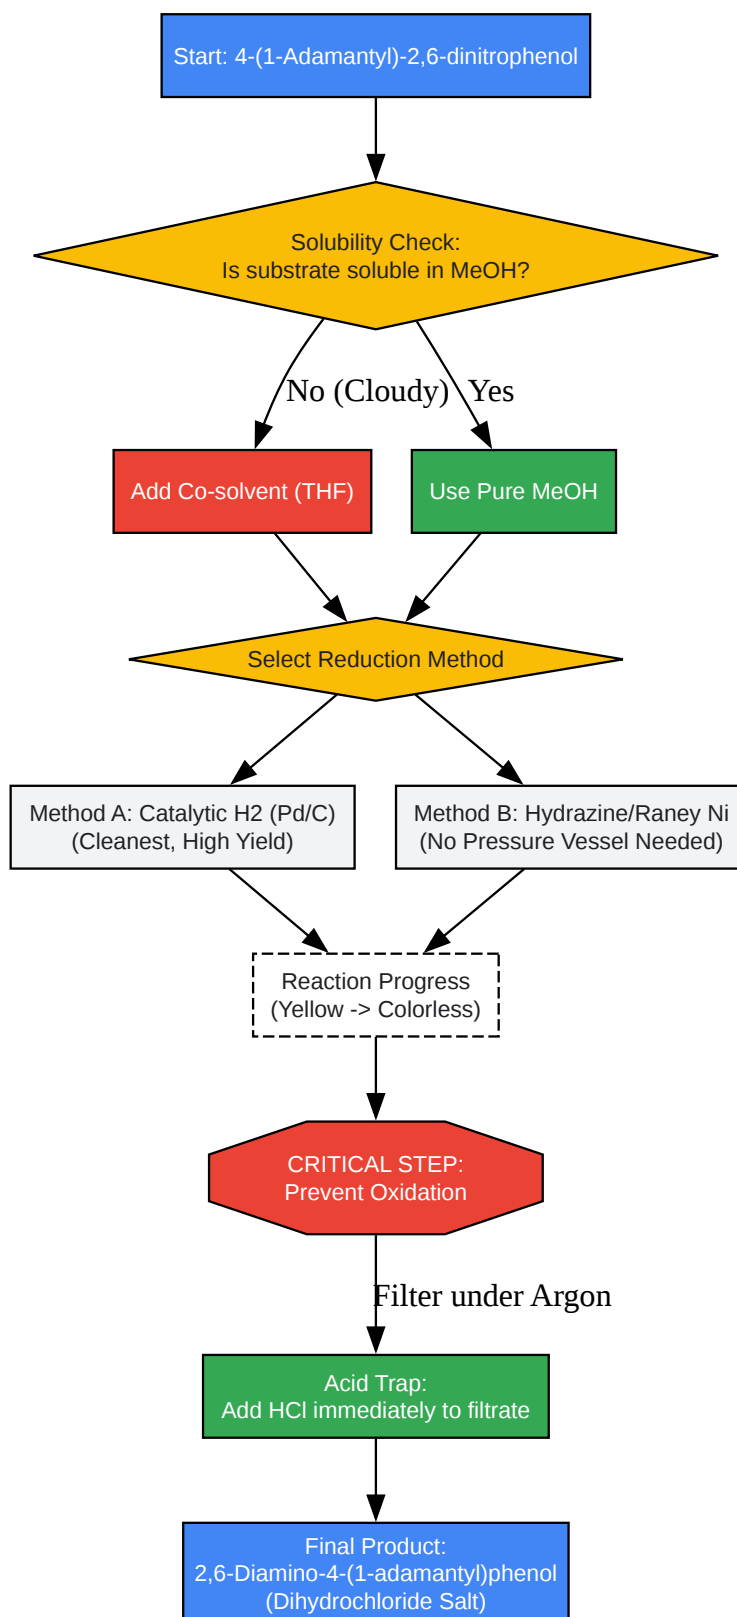 Start: 4-(1-Adamantyl)-2,6-dinitrophenol
Solubility Check:
Is substrate soluble in MeOH?
No (Cloudy)
Yes
Add Co-solvent (THF)
Use Pure MeOH
Select Reduction Method
Method A: Catalytic H2 (Pd/C)
(Cleanest, High Yield)
Method B: Hydrazine/Raney Ni
(No Pressure Vessel Needed)
Reaction Progress
(Yellow -> Colorless)
CRITICAL STEP:
Prevent Oxidation
Filter under Argon
Acid Trap:
Add HCl immediately to filtrate
Final Product:
2,6-Diamino-4-(1-adamantyl)phenol
(Dihydrochloride Salt)